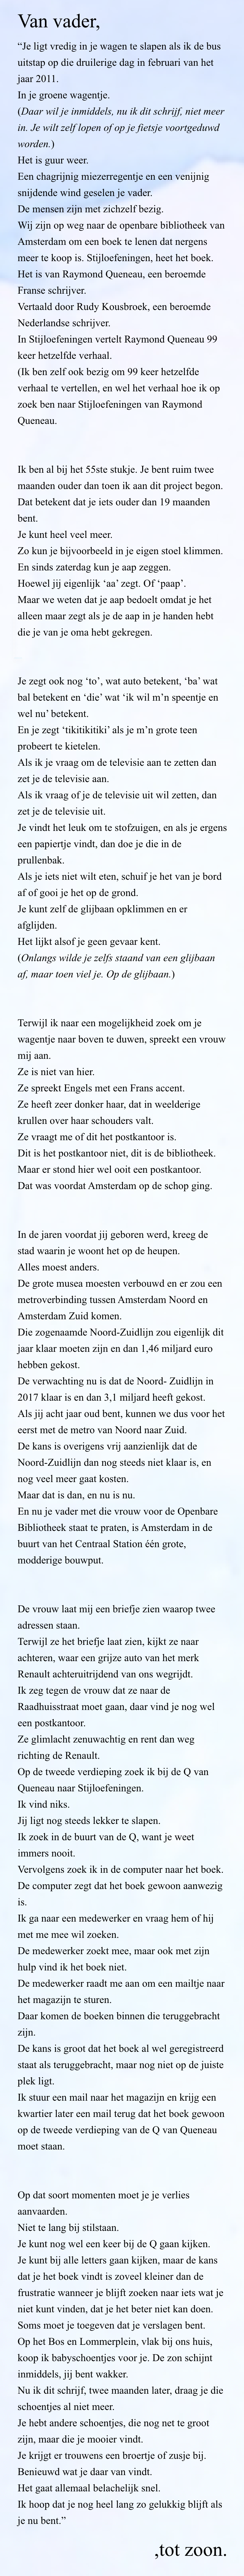 Van vader,
“Je ligt vredig in je wagen te slapen als ik de bus
uitstap op die druilerige dag in februari van het
jaar 2011.
In je groene wagentje.
(Daar wil je inmiddels, nu ik dit schrijf, niet meer
in. Je wilt zelf lopen of op je fietsje voortgeduwd
worden.)
Het is guur weer.
Een chagrijnig miezerregentje en een venijnig
snijdende wind geselen je vader.
De mensen zijn met zichzelf bezig.
Wij zijn op weg naar de openbare bibliotheek van
Amsterdam om een boek te lenen dat nergens
meer te koop is. Stijloefeningen, heet het boek.
Het is van Raymond Queneau, een beroemde
Franse schrijver.
Vertaald door Rudy Kousbroek, een beroemde
Nederlandse schrijver.
In Stijloefeningen vertelt Raymond Queneau 99
keer hetzelfde verhaal.
(Ik ben zelf ook bezig om 99 keer hetzelfde
verhaal te vertellen, en wel het verhaal hoe ik op
zoek ben naar Stijloefeningen van Raymond
Queneau.
Ik ben al bij het 55ste stukje. Je bent ruim twee
maanden ouder dan toen ik aan dit project begon.
Dat betekent dat je iets ouder dan 19 maanden
bent.
Je kunt heel veel meer.
Zo kun je bijvoorbeeld in je eigen stoel klimmen.
En sinds zaterdag kun je aap zeggen.
Hoewel jij eigenlijk ‘aa’ zegt. Of ‘paap’.
Maar we weten dat je aap bedoelt omdat je het
alleen maar zegt als je de aap in je handen hebt
die je van je oma hebt gekregen.
Je zegt ook nog ‘to’, wat auto betekent, ‘ba’ wat
bal betekent en ‘die’ wat ‘ik wil m’n speentje en
wel nu’ betekent.
En je zegt ‘tikitikitiki’ als je m’n grote teen
probeert te kietelen.
Als ik je vraag om de televisie aan te zetten dan
zet je de televisie aan.
Als ik vraag of je de televisie uit wil zetten, dan
zet je de televisie uit.
Je vindt het leuk om te stofzuigen, en als je ergens
een papiertje vindt, dan doe je die in de
prullenbak.
Als je iets niet wilt eten, schuif je het van je bord
af of gooi je het op de grond.
Je kunt zelf de glijbaan opklimmen en er
afglijden.
Het lijkt alsof je geen gevaar kent.
(Onlangs wilde je zelfs staand van een glijbaan
af, maar toen viel je. Op de glijbaan.)
Terwijl ik naar een mogelijkheid zoek om je
wagentje naar boven te duwen, spreekt een vrouw
mij aan.
Ze is niet van hier.
Ze spreekt Engels met een Frans accent.
Ze heeft zeer donker haar, dat in weelderige
krullen over haar schouders valt.
Ze vraagt me of dit het postkantoor is.
Dit is het postkantoor niet, dit is de bibliotheek.
Maar er stond hier wel ooit een postkantoor.
Dat was voordat Amsterdam op de schop ging.
In de jaren voordat jij geboren werd, kreeg de
stad waarin je woont het op de heupen.
Alles moest anders.
De grote musea moesten verbouwd en er zou een
metroverbinding tussen Amsterdam Noord en
Amsterdam Zuid komen.
Die zogenaamde Noord-Zuidlijn zou eigenlijk dit
jaar klaar moeten zijn en dan 1,46 miljard euro
hebben gekost.
De verwachting nu is dat de Noord- Zuidlijn in
2017 klaar is en dan 3,1 miljard heeft gekost.
Als jij acht jaar oud bent, kunnen we dus voor het
eerst met de metro van Noord naar Zuid.
De kans is overigens vrij aanzienlijk dat de
Noord-Zuidlijn dan nog steeds niet klaar is, en
nog veel meer gaat kosten.
Maar dat is dan, en nu is nu.
En nu je vader met die vrouw voor de Openbare
Bibliotheek staat te praten, is Amsterdam in de
buurt van het Centraal Station één grote,
modderige bouwput.
De vrouw laat mij een briefje zien waarop twee
adressen staan.
Terwijl ze het briefje laat zien, kijkt ze naar
achteren, waar een grijze auto van het merk
Renault achteruitrijdend van ons wegrijdt.
Ik zeg tegen de vrouw dat ze naar de
Raadhuisstraat moet gaan, daar vind je nog wel
een postkantoor.
Ze glimlacht zenuwachtig en rent dan weg
richting de Renault.
Op de tweede verdieping zoek ik bij de Q van
Queneau naar Stijloefeningen.
Ik vind niks.
Jij ligt nog steeds lekker te slapen.
Ik zoek in de buurt van de Q, want je weet
immers nooit.
Vervolgens zoek ik in de computer naar het boek.
De computer zegt dat het boek gewoon aanwezig
is.
Ik ga naar een medewerker en vraag hem of hij
met me mee wil zoeken.
De medewerker zoekt mee, maar ook met zijn
hulp vind ik het boek niet.
De medewerker raadt me aan om een mailtje naar
het magazijn te sturen.
Daar komen de boeken binnen die teruggebracht
zijn.
De kans is groot dat het boek al wel geregistreerd
staat als teruggebracht, maar nog niet op de juiste
plek ligt.
Ik stuur een mail naar het magazijn en krijg een
kwartier later een mail terug dat het boek gewoon
op de tweede verdieping van de Q van Queneau
moet staan.
Op dat soort momenten moet je je verlies
aanvaarden.
Niet te lang bij stilstaan.
Je kunt nog wel een keer bij de Q gaan kijken.
Je kunt bij alle letters gaan kijken, maar de kans
dat je het boek vindt is zoveel kleiner dan de
frustratie wanneer je blijft zoeken naar iets wat je
niet kunt vinden, dat je het beter niet kan doen.
Soms moet je toegeven dat je verslagen bent.
Op het Bos en Lommerplein, vlak bij ons huis,
koop ik babyschoentjes voor je. De zon schijnt
inmiddels, jij bent wakker.
Nu ik dit schrijf, twee maanden later, draag je die
schoentjes al niet meer.
Je hebt andere schoentjes, die nog net te groot
zijn, maar die je mooier vindt.
Je krijgt er trouwens een broertje of zusje bij.
Benieuwd wat je daar van vindt.
Het gaat allemaal belachelijk snel.
Ik hoop dat je nog heel lang zo gelukkig blijft als
je nu bent.”
,tot zoon.